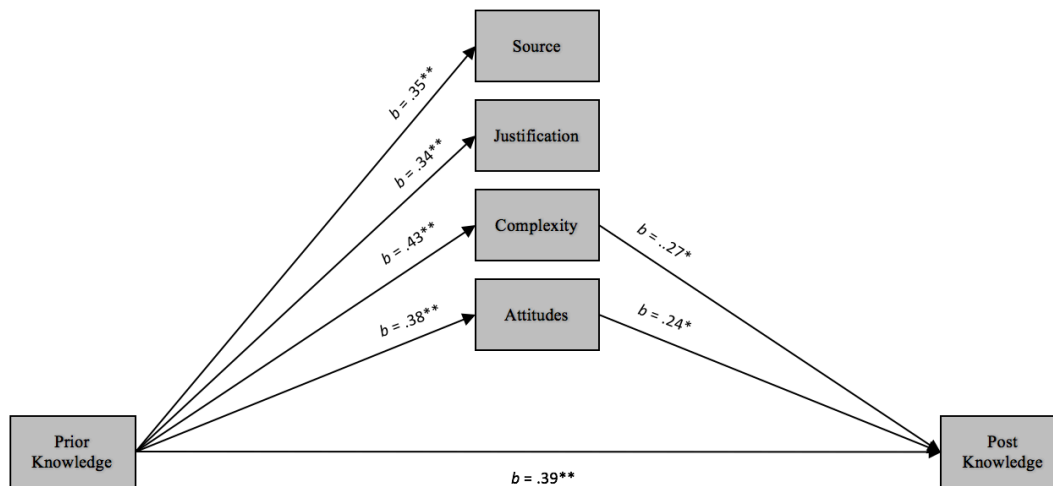 Source
b = .35**
Justification
b = .34**
Complexity
b = .43**
b = ..27*
Attitudes
b = .38**
b = .24*
Prior
Knowledge
Post
Knowledge
b = .39**